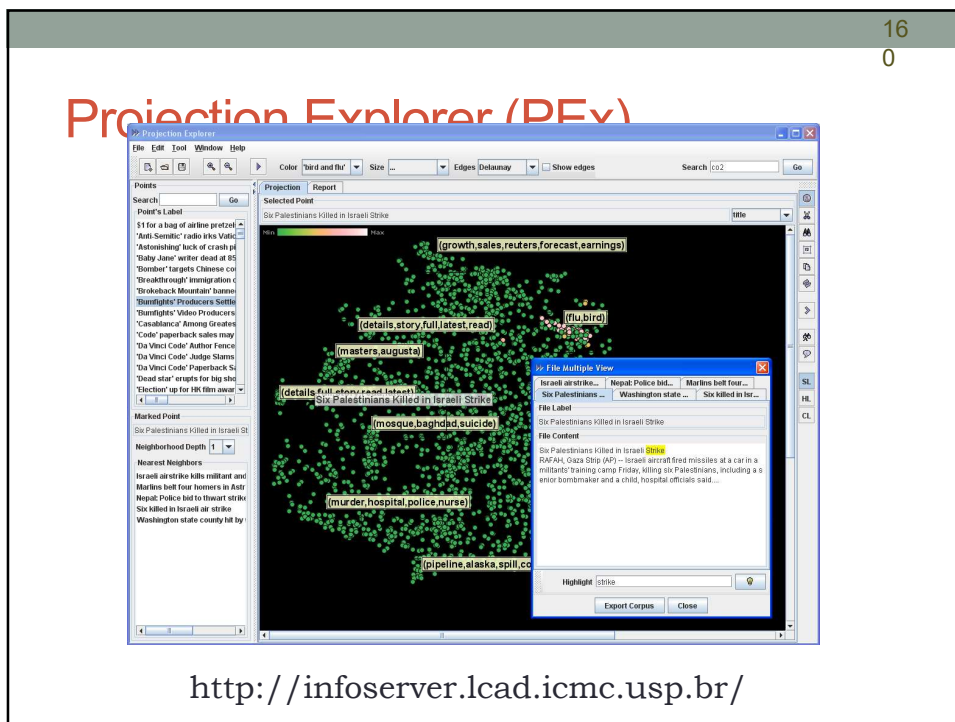 16
0
Projection Explorer (PEx)
Projection Explorer
File Edit Tool Window Help
Color 'bird and flu' Size ... Edges Delaunay Show edges Search co2 Go
Points
Search Go
Point's Label
$1 for a bag of airline pretzel
'Anti-Semitic' radio irks Vatic
'Astonishing' luck of crash pi
'Baby Jane' writer dead at 85
'Bomber' targets Chinese co
'Breakthrough' immigration c
'Brokeback Mountain' banne
'Bumfights' Producers Settle
'Bumfights' Video Producers
'Casablanca' Among Greates
'Code' paperback sales may
'Da Vinci Code' Author Fence
'Da Vinci Code' Judge Slams
'Da Vinci Code' Paperback Sa
'Dead star' erupts for big sho
'Election' up for HK film awar
Marked Point
Six Palestinians Killed in Israeli St
Neighborhood Depth 1
Nearest Neighbors
Israeli airstrike kills militant and
Marlins belt four homers in Astr
Nepal: Police bid to thwart strike
Six killed in Israeli air strike
Washington state county hit by
Projection Report
Selected Point
Six Palestinians Killed in Israeli Strike title
Min Max
(growth,sales,reuters,forecast,earnings)
(flu,bird)
(details,story,full,latest,read)
(masters,augusta)
(details,full,story,read,latest)
Six Palestinians Killed in Israeli Strike
(mosque,baghdad,suicide)
(murder,hospital,police,nurse)
(pipeline,alaska,spill,co
File Multiple View
Israeli airstrike... Nepal: Police bid... Marlins belt four...
Six Palestinians ... Washington state ... Six killed in Isr...
File Label
Six Palestinians Killed in Israeli Strike
File Content
Six Palestinians Killed in Israeli Strike
RAFAH, Gaza Strip (AP) -- Israeli aircraft fired missiles at a car in a
militants' training camp Friday, killing six Palestinians, including a s
enior bombmaker and a child, hospital officials said....
Highlight strike
Export Corpus Close
SL
HL
CL
http://infoserver.lcad.icmc.usp.br/